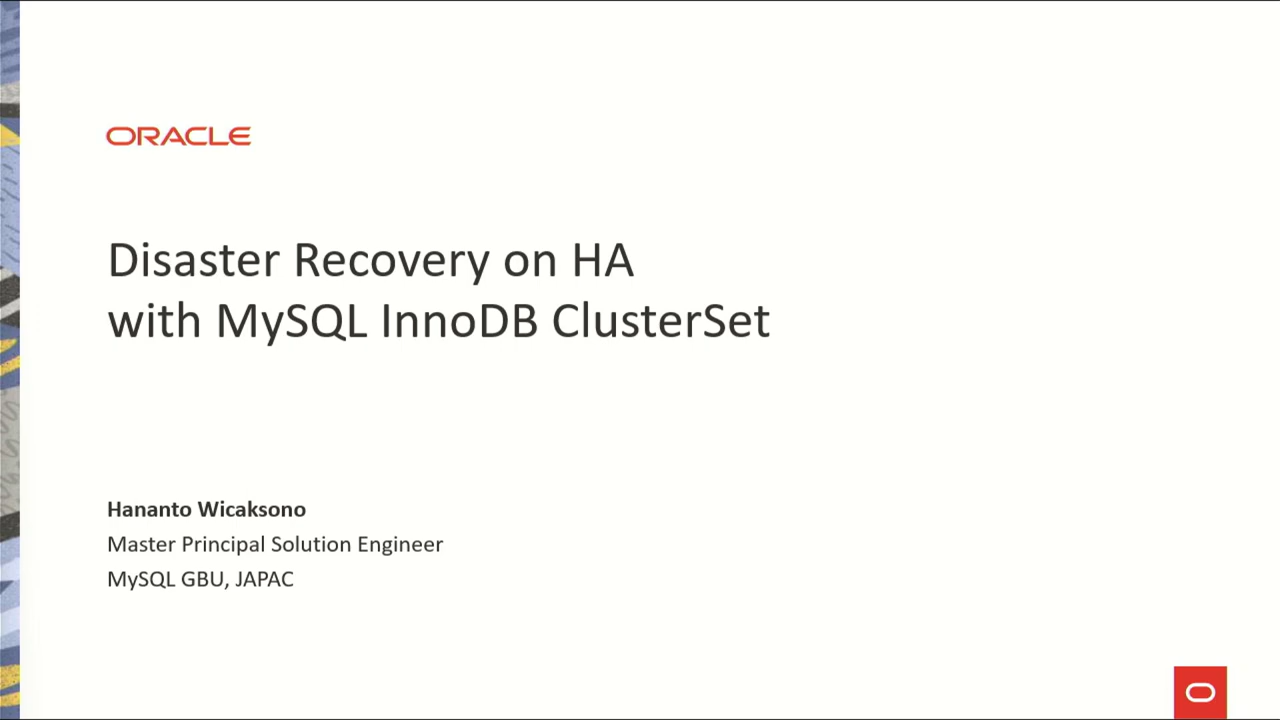 ORACLE
Disaster Recovery on HA
with MySQL InnoDB ClusterSet
Hananto Wicaksono
Master Principal Solution Engineer
MySQL GBU, JAPAC